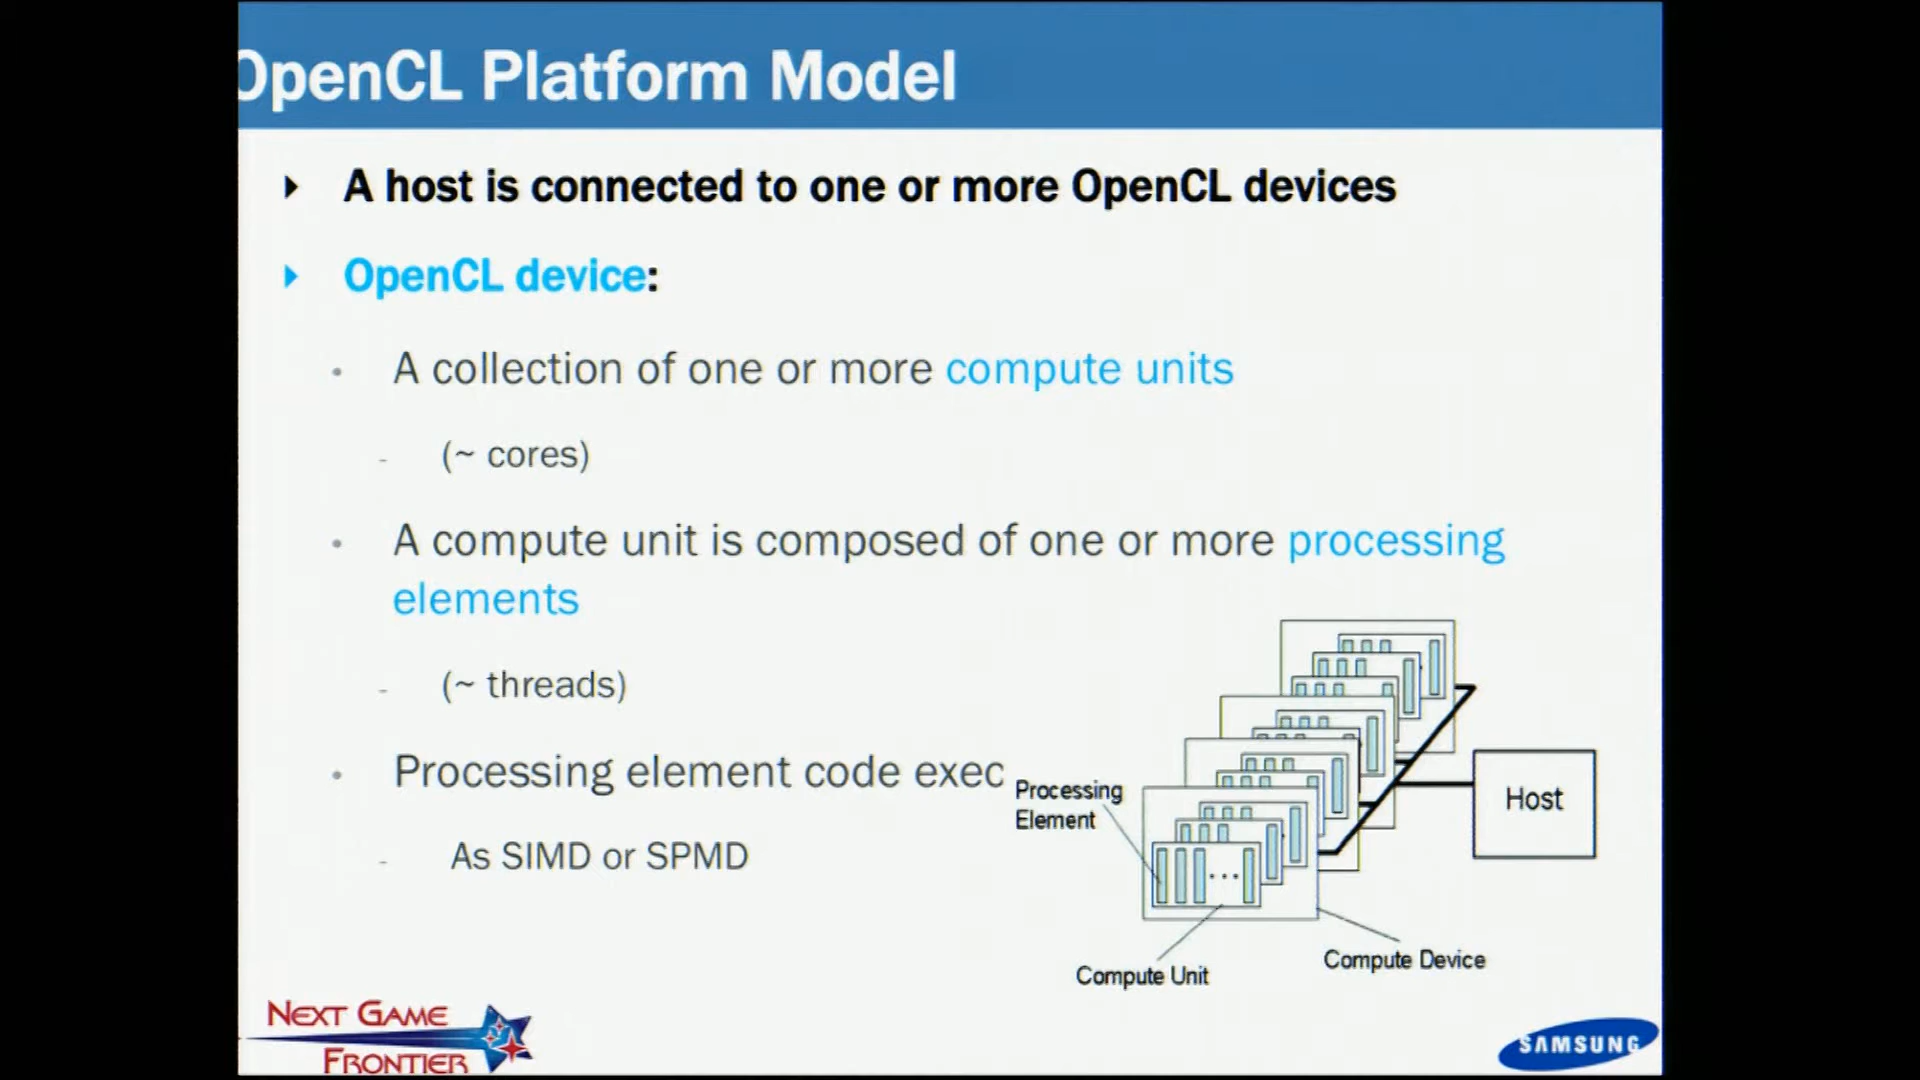 OpenCL Platform Model
A host is connected to one or more OpenCL devices
OpenCL device:
A collection of one or more compute units
- (~ cores)
A compute unit is composed of one or more processing
elements
- (~ threads)
Processing element code exec
- As SIMD or SPMD
Processing
Element
Host
Compute Device
Compute Unit
NEXT GAME
FRONTIER
SAMSUNG